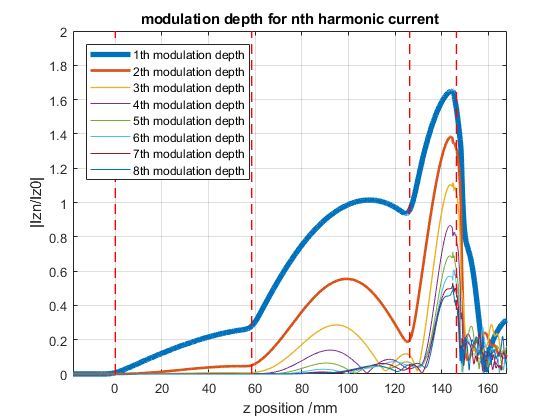 modulation depth for nth harmonic current
2
1.8
1.6
1.4
1.2
1
0.8
0.6
0.4
0.2
0
|Izn/Iz0|
1th modulation depth
2th modulation depth
3th modulation depth
4th modulation depth
5th modulation depth
6th modulation depth
7th modulation depth
8th modulation depth
0 20 40 60 80 100 120 140 160
z position /mm